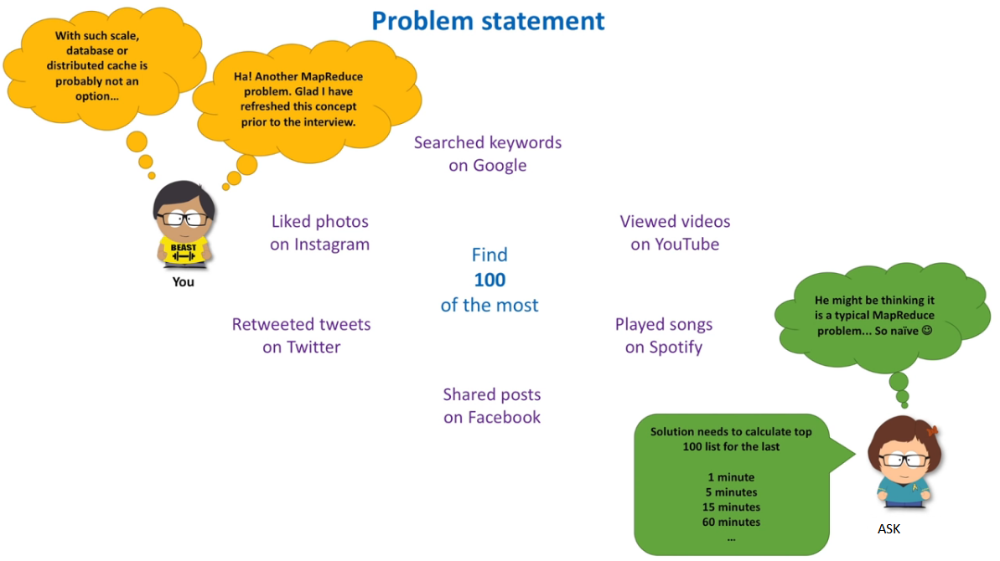 Problem statement
With such scale,
database or
distributed cache is
probably not an
option...
Ha! Another MapReduce
problem. Glad I have
refreshed this concept
prior to the interview.
Searched keywords
on Google
Liked photos
on Instagram
Viewed videos
on YouTube
Find
100
of the most
BEAST
You
Retweeted tweets
on Twitter
Played songs
on Spotify
Shared posts
on Facebook
He might be thinking it
is a typical MapReduce
problem... So naïve ☺
Solution needs to calculate top
100 list for the last
1 minute
5 minutes
15 minutes
60 minutes
...
ASK